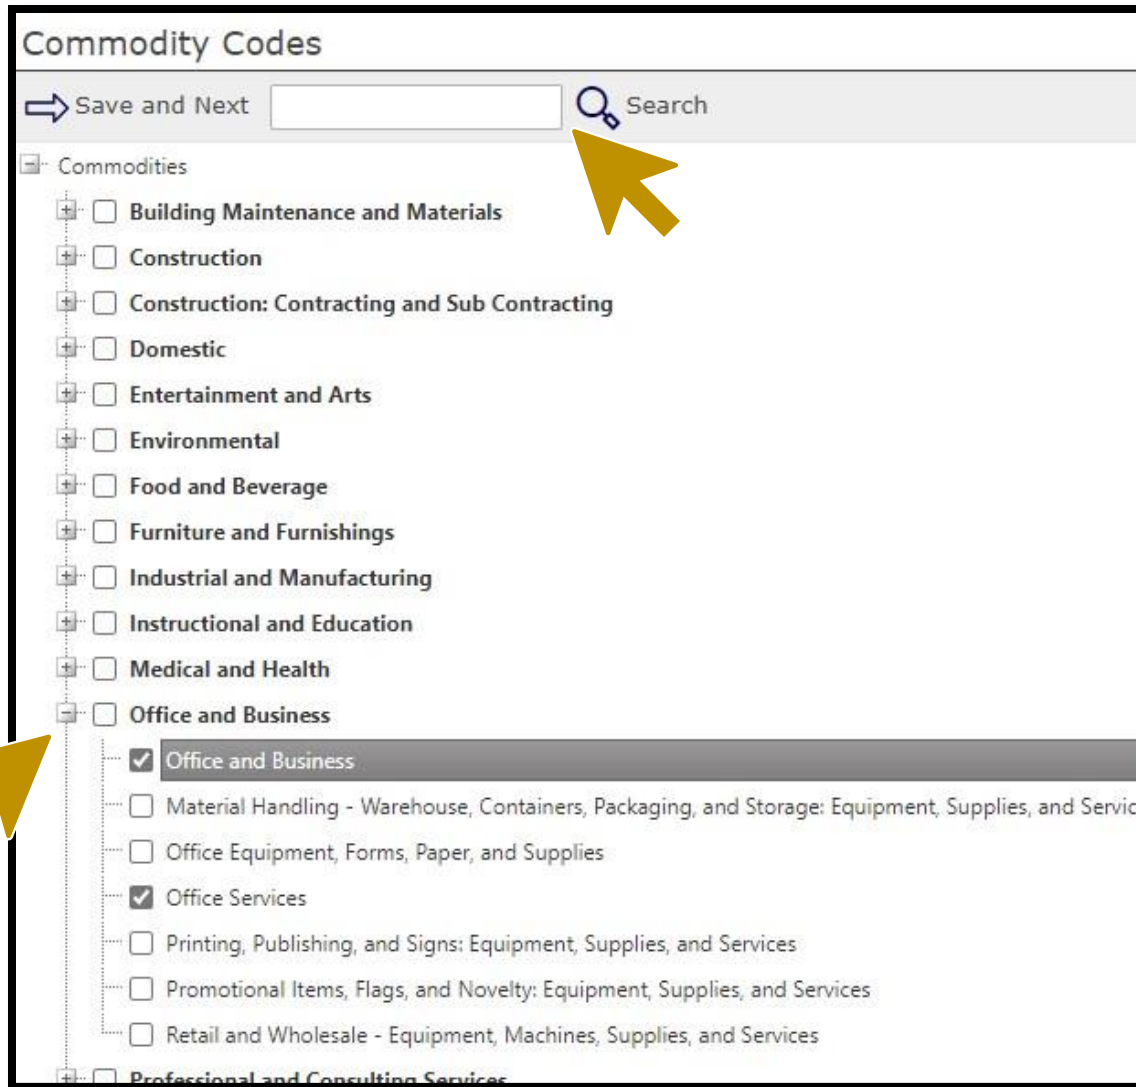 Commodity Codes
Save and Next Search
Commodities
Building Maintenance and Materials
Construction
Construction: Contracting and Sub Contracting
Domestic
Entertainment and Arts
Environmental
Food and Beverage
Furniture and Furnishings
Industrial and Manufacturing
Instructional and Education
Medical and Health
Office and Business
Office and Business
Material Handling - Warehouse, Containers, Packaging, and Storage: Equipment, Supplies, and Servic
Office Equipment, Forms, Paper, and Supplies
Office Services
Printing, Publishing, and Signs: Equipment, Supplies, and Services
Promotional Items, Flags, and Novelty: Equipment, Supplies, and Services
Retail and Wholesale - Equipment, Machines, Supplies, and Services
Professional and Consulting Services